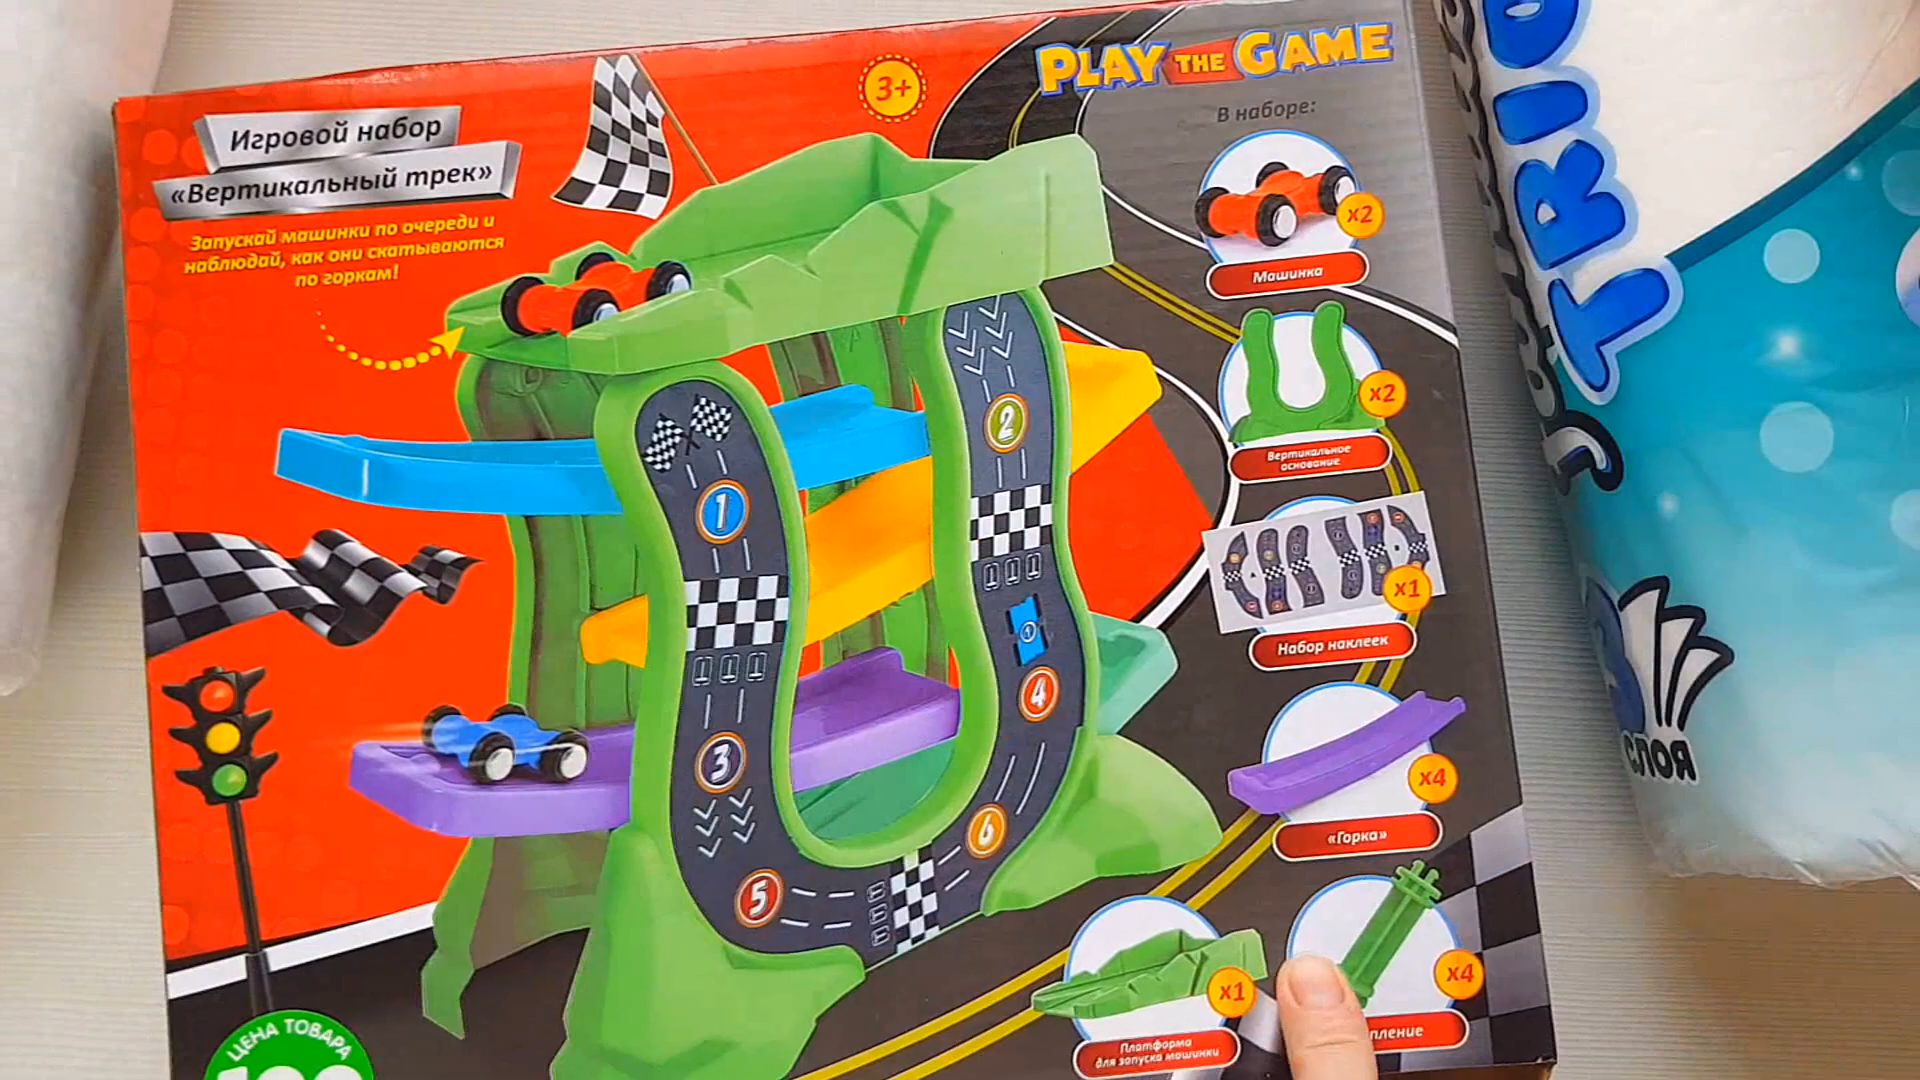 PLAY THE GAME
3+
Игровой набор
«Вертикальный трек»
Запускай машинки по очереди и
наблюдай, как они скатываются
по горкам!
В наборе:
x2
Машинка
x2
Вертикальное
основание
x1
Набор наклеек
x4
«Горка»
x4
x1
Платформа
для запуска машинки
1
2
3
4
5
6
1
ЦЕНА ТОВАРА
TRIO
слоя